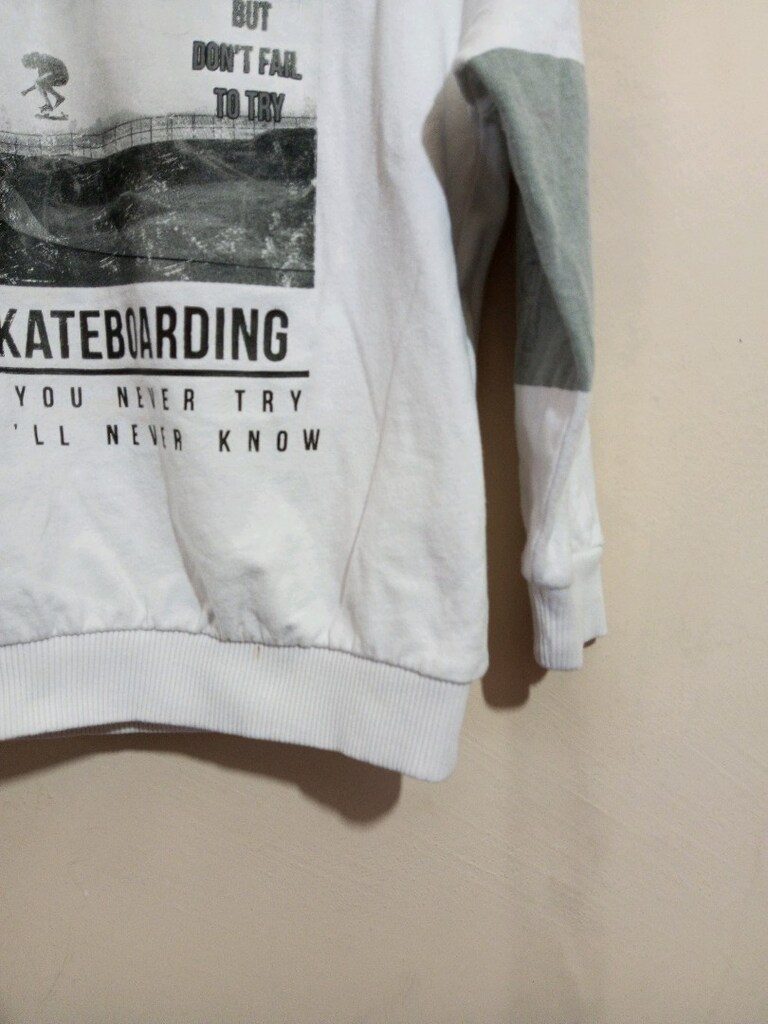 BUT
DON'T FAIL
TO TRY
KATEBOARDING
YOU NEVER TRY
'LL NEVER KNOW